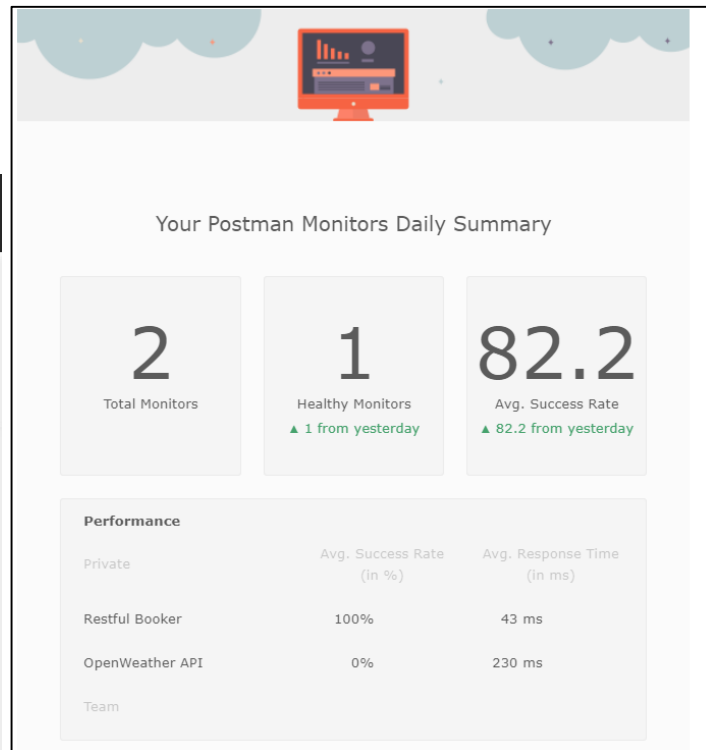 Your Postman Monitors Daily Summary
2
Total Monitors
1
Healthy Monitors
▲ 1 from yesterday
82.2
Avg. Success Rate
▲ 82.2 from yesterday
Performance
Private Avg. Success Rate (in %) Avg. Response Time (in ms)
Restful Booker 100% 43 ms
OpenWeather API 0% 230 ms
Team